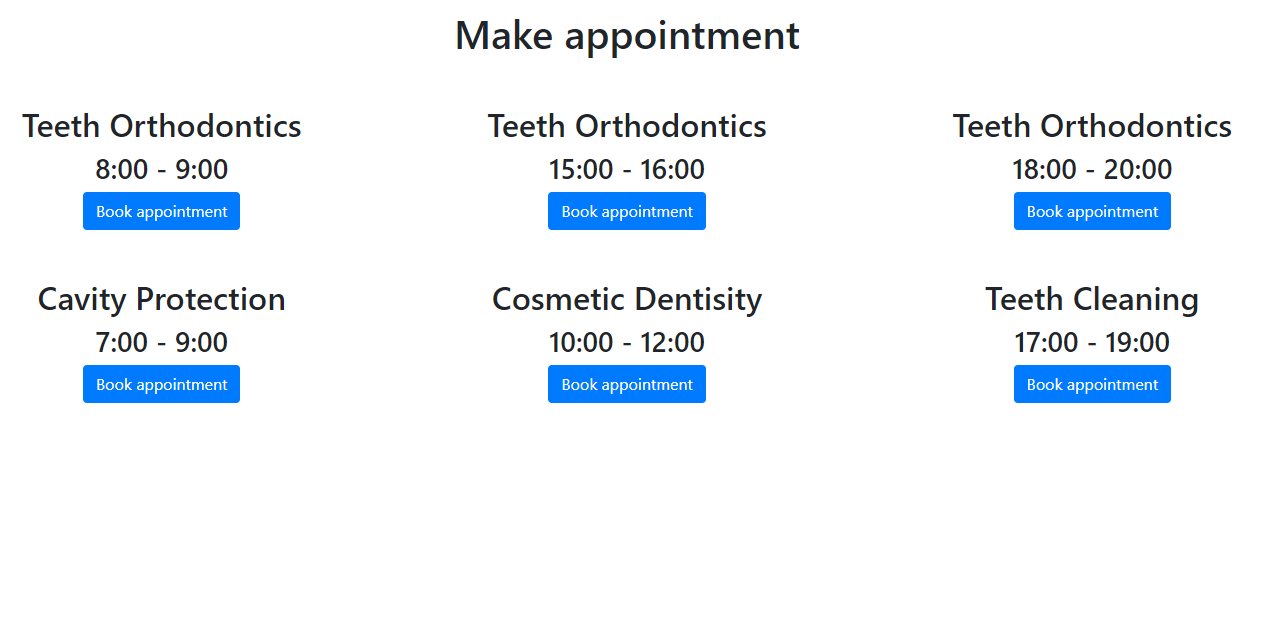 Make appointment
Teeth Orthodontics
8:00 - 9:00
Book appointment
Teeth Orthodontics
15:00 - 16:00
Book appointment
Teeth Orthodontics
18:00 - 20:00
Book appointment
Cavity Protection
7:00 - 9:00
Book appointment
Cosmetic Dentisity
10:00 - 12:00
Book appointment
Teeth Cleaning
17:00 - 19:00
Book appointment